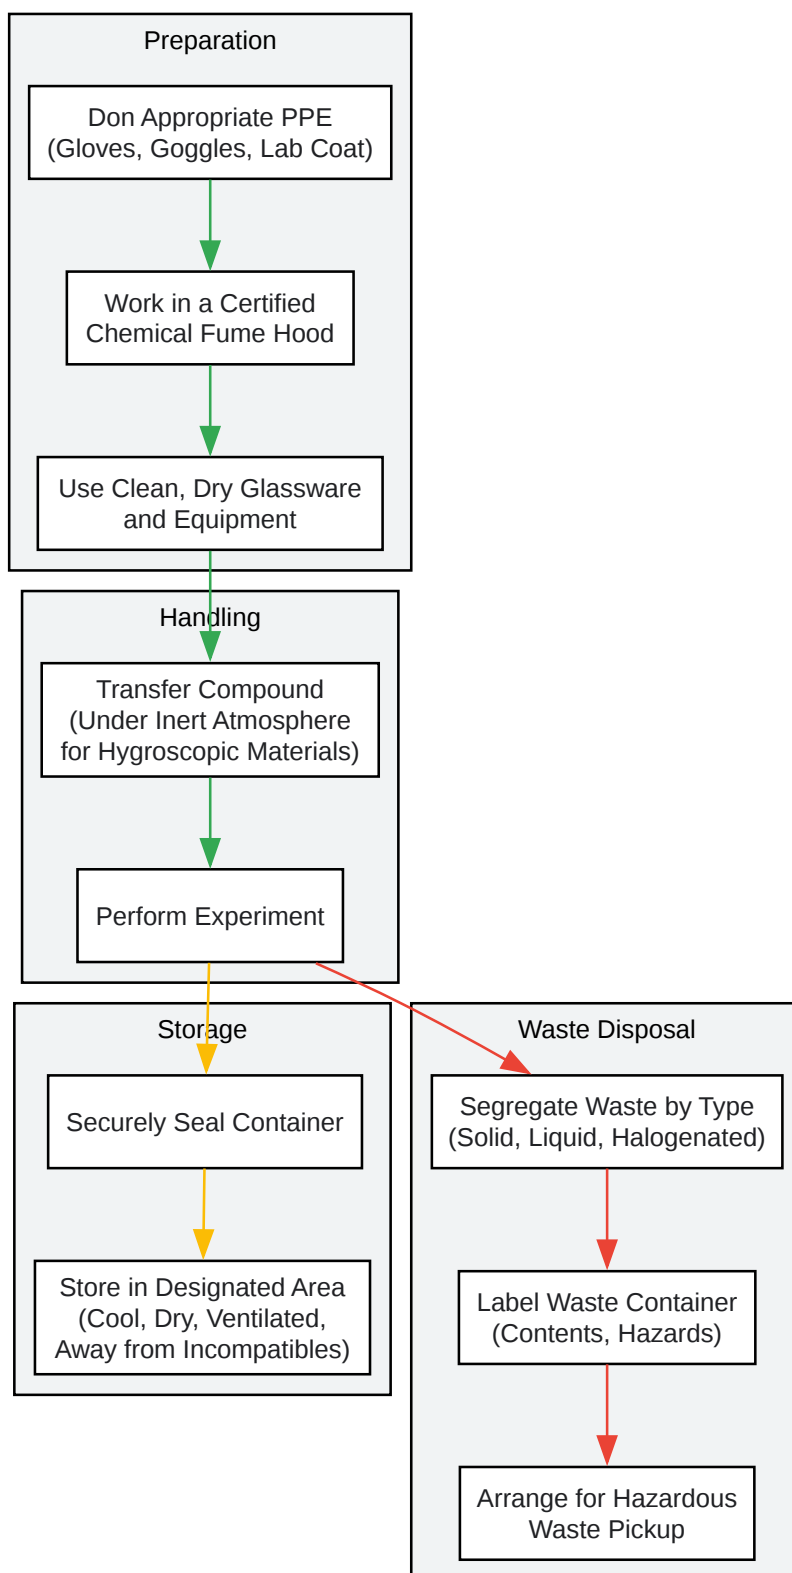 Preparation
Don Appropriate PPE
(Gloves, Goggles, Lab Coat)
Work in a Certified
Chemical Fume Hood
Use Clean, Dry Glassware
and Equipment
Handling
Transfer Compound
(Under Inert Atmosphere
for Hygroscopic Materials)
Perform Experiment
Storage
Securely Seal Container
Store in Designated Area
(Cool, Dry, Ventilated,
Away from Incompatibles)
Waste Disposal
Segregate Waste by Type
(Solid, Liquid, Halogenated)
Label Waste Container
(Contents, Hazards)
Arrange for Hazardous
Waste Pickup